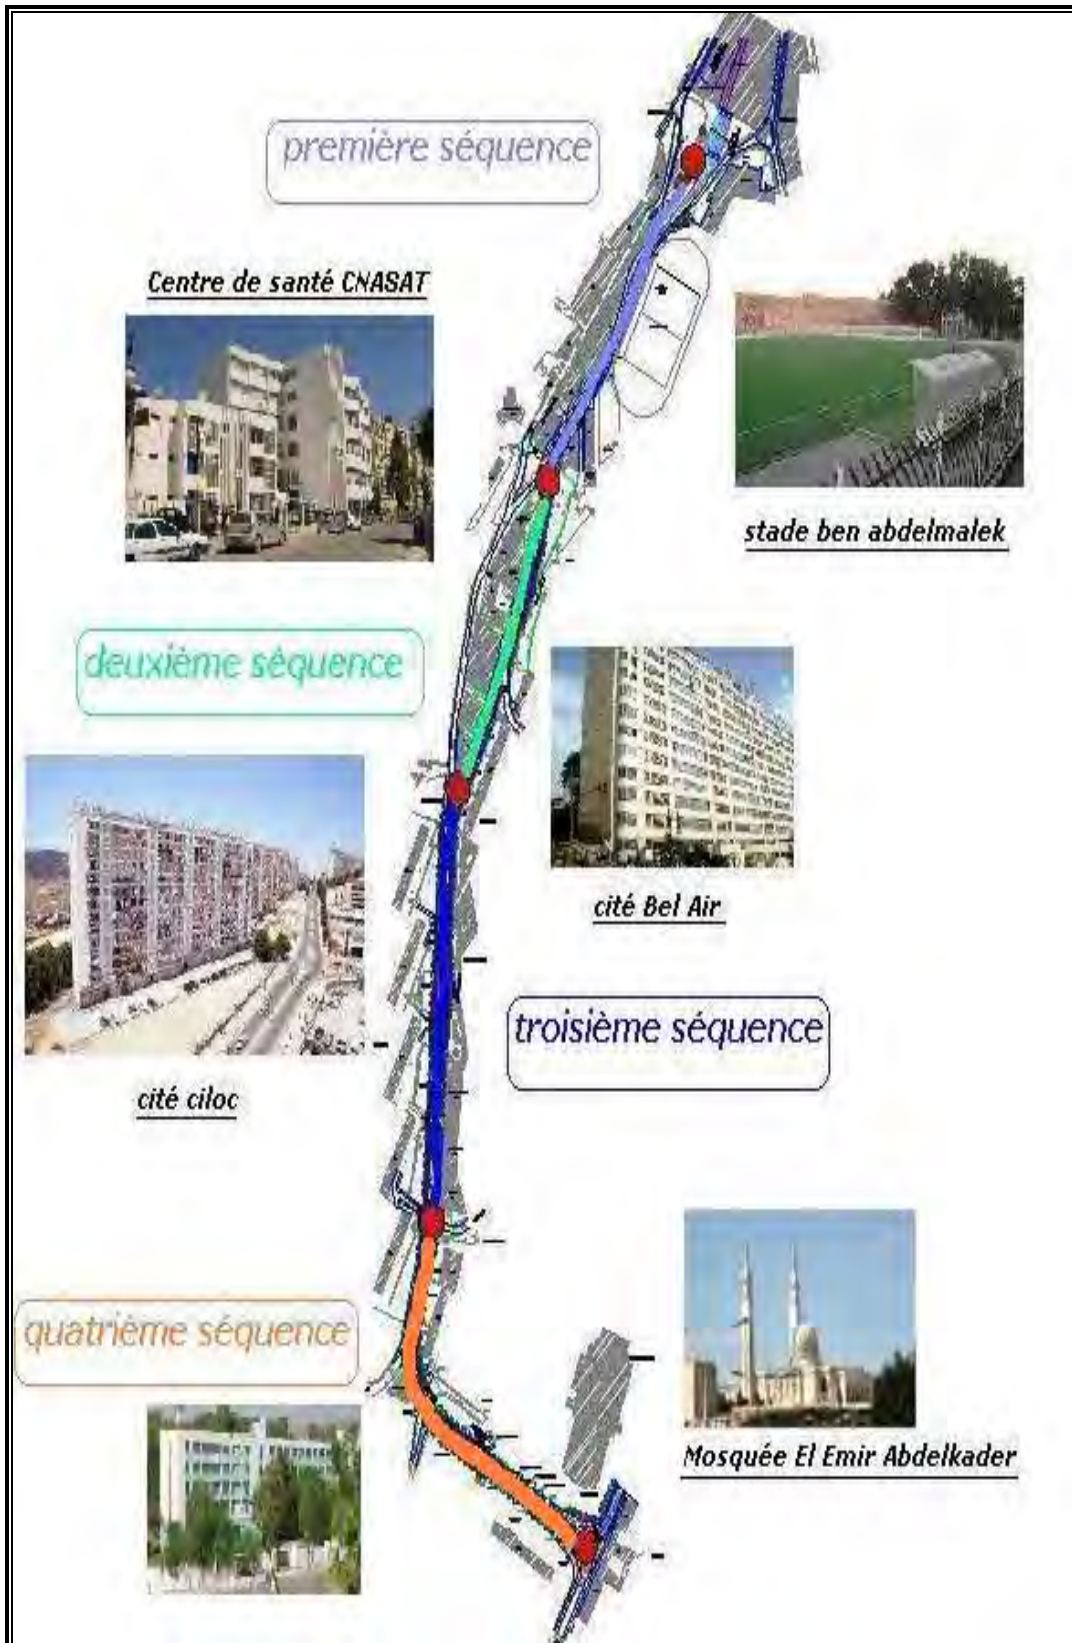 première séquence
Centre de santé CNASAT
stade ben abdelmalek
deuxième séquence
cité Bel Air
troisième séquence
cité ciloc
quatrième séquence
Mosquée El Emir Abdelkader